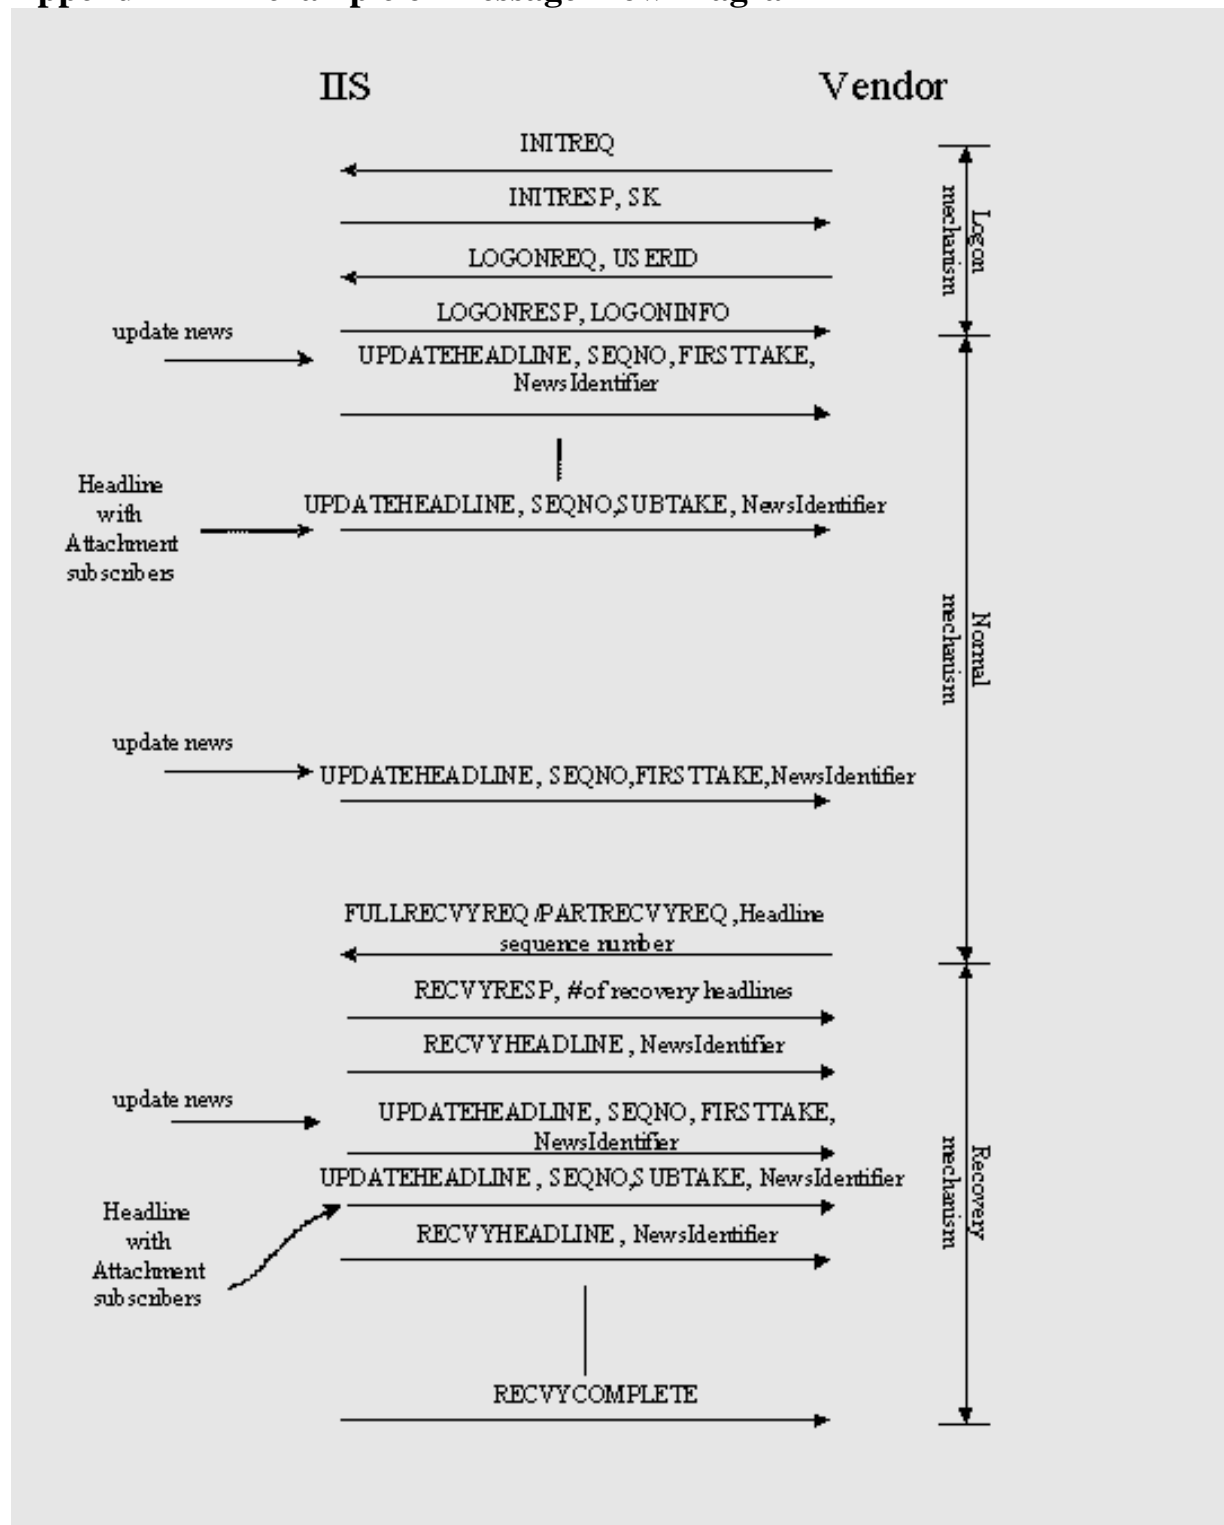 IIS Vendor
INITREQ
INITRESP, SK
LOGONREQ, USERID
LOGONRESP, LOGONINFO
Logon
mechanism
update news
UPDATEHEADLINE, SEQNO, FIRSTTAKE,
NewsIdentifier
Headline
with
Attachment
subscribers
UPDATEHEADLINE, SEQNO,SUBTAKE, NewsIdentifier
Normal
mechanism
update news
UPDATEHEADLINE, SEQNO,FIRSTTAKE,NewsIdentifier
FULLRECVYREQ/PARTRECVYREQ,Headline
sequence number
RECVYRESP, #of recovery headlines
RECVYHEADLINE, NewsIdentifier
update news
UPDATEHEADLINE, SEQNO, FIRSTTAKE,
NewsIdentifier
UPDATEHEADLINE, SEQNO,SUBTAKE, NewsIdentifier
Recovery
mechanism
Headline
with
Attachment
subscribers
RECVYHEADLINE, NewsIdentifier
RECVYCOMPLETE